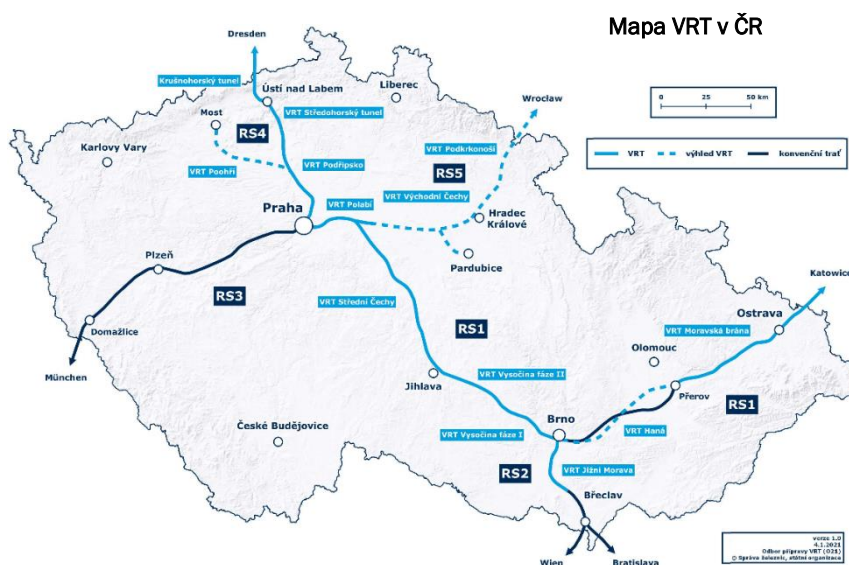 Mapa VRT v ČR
Dresden
Krušnohorský tunel
Ústí nad Labem
Liberec
Wroclaw
0 25 50 km
Most
VRT Středohorský tunel
RS4
Karlovy Vary
VRT Podkrkonoší
VRT výhled VRT konvenční trať
VRT Poohří
VRT Podřipsko
RS5
VRT Východní Čechy
Praha
VRT Polabí
Hradec
Králové
Plzeň
Pardubice
Katowice
RS3
VRT Střední Čechy
Ostrava
Domažlice
RS1
VRT Moravská brána
Olomouc
München
Jihlava
VRT Vysočina fáze II
Přerov
RS1
Brno
České Budějovice
VRT Vysočina fáze I
VRT Haná
RS2
VRT Jižní Morava
Břeclav
Wien
Bratislava
verze 1.0
4.1.2021
Odbor přípravy VRT (O21)
© Správa železnic, státní organizace